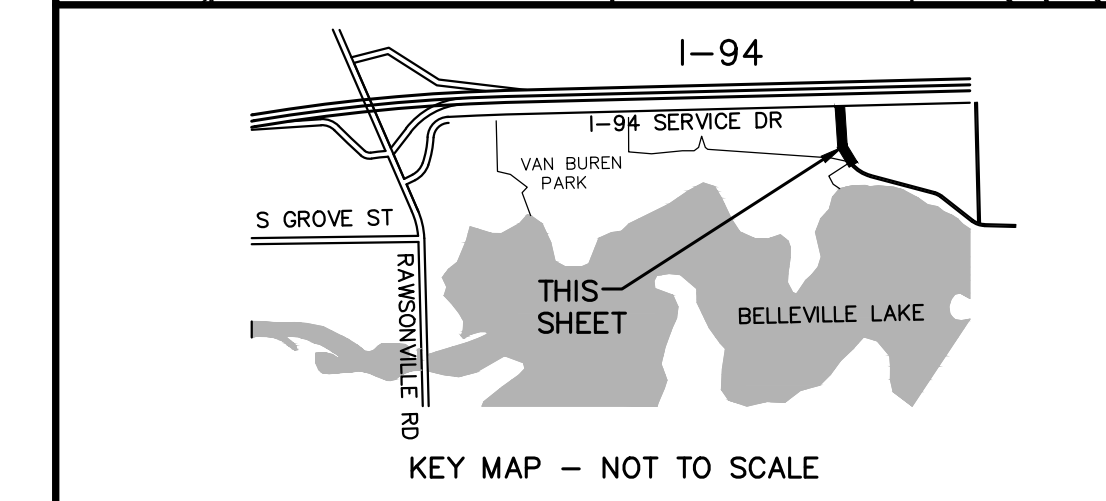 I-94
I-94 SERVICE DR
VAN BUREN
PARK
S GROVE ST
RAWSONVILLE RD
THIS
SHEET
BELLEVILLE LAKE
KEY MAP - NOT TO SCALE